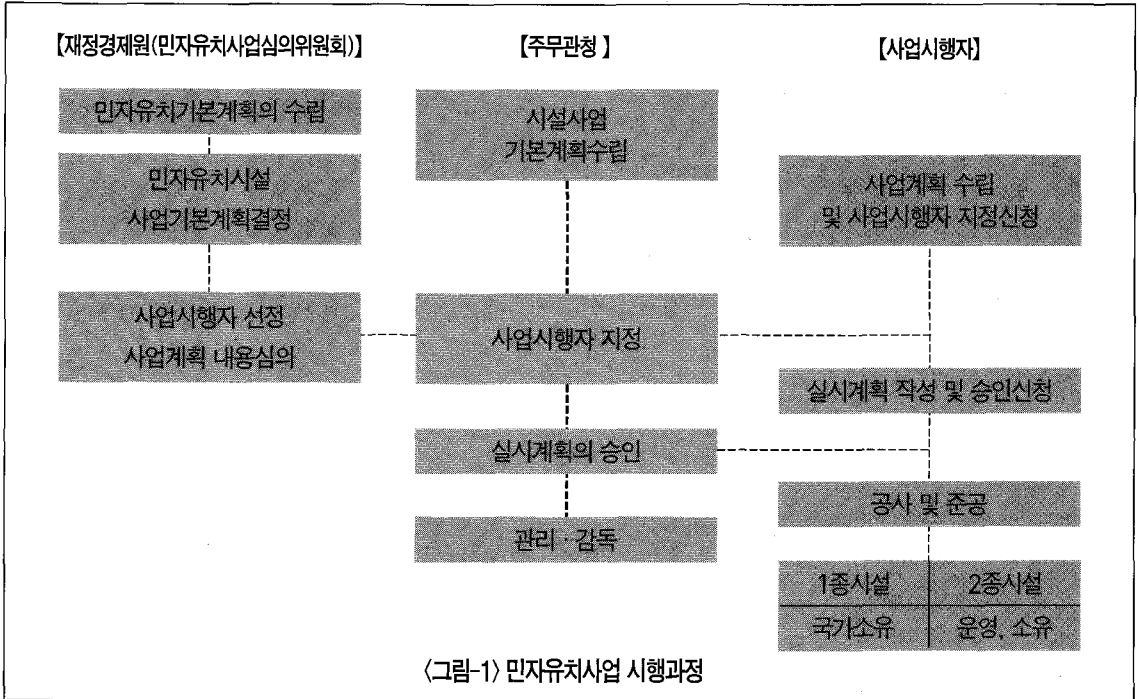 【재정경제원(민자유치사업심의위원회)】
민자유치기본계획의 수립
민자유치시설
사업기본계획결정
사업시행자 선정
사업계획 내용심의
【주무관청】
시설사업
기본계획수립
사업시행자 지정
실시계획의 승인
관리·감독
【사업시행자】
사업계획 수립
및 사업시행자 지정신청
실시계획 작성 및 승인신청
공사 및 준공
1종시설 2종시설
국가소유 운영, 소유
〈그림-1〉 민자유치사업 시행과정